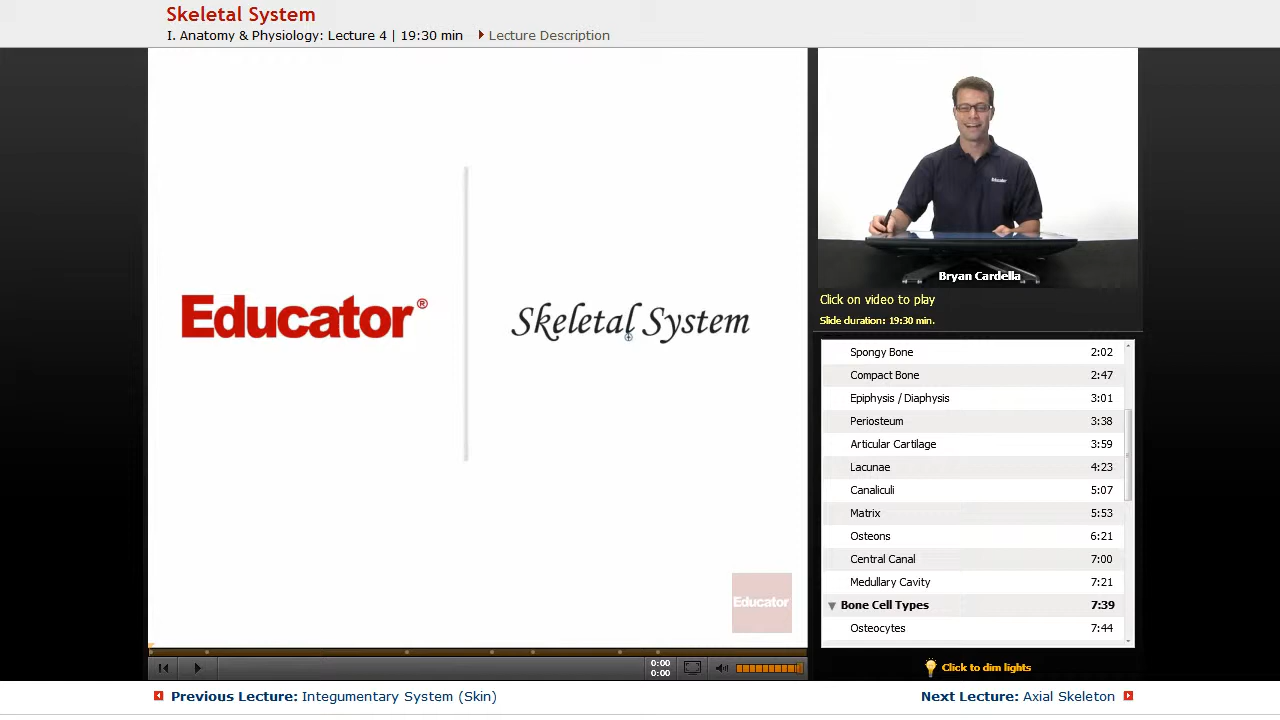 Skeletal System
I. Anatomy & Physiology: Lecture 4 | 19:30 min
Lecture Description
Educator®
Skeletal System
Educator
Educator
Bryan Cardella
Click on video to play
Slide duration: 19:30 min.
Spongy Bone 2:02
Compact Bone 2:47
Epiphysis / Diaphysis 3:01
Periosteum 3:38
Articular Cartilage 3:59
Lacunae 4:23
Canaliculi 5:07
Matrix 5:53
Osteons 6:21
Central Canal 7:00
Medullary Cavity 7:21
Bone Cell Types 7:39
Osteocytes 7:44
0:00
0:00
Click to dim lights
Previous Lecture: Integumentary System (Skin)
Next Lecture: Axial Skeleton